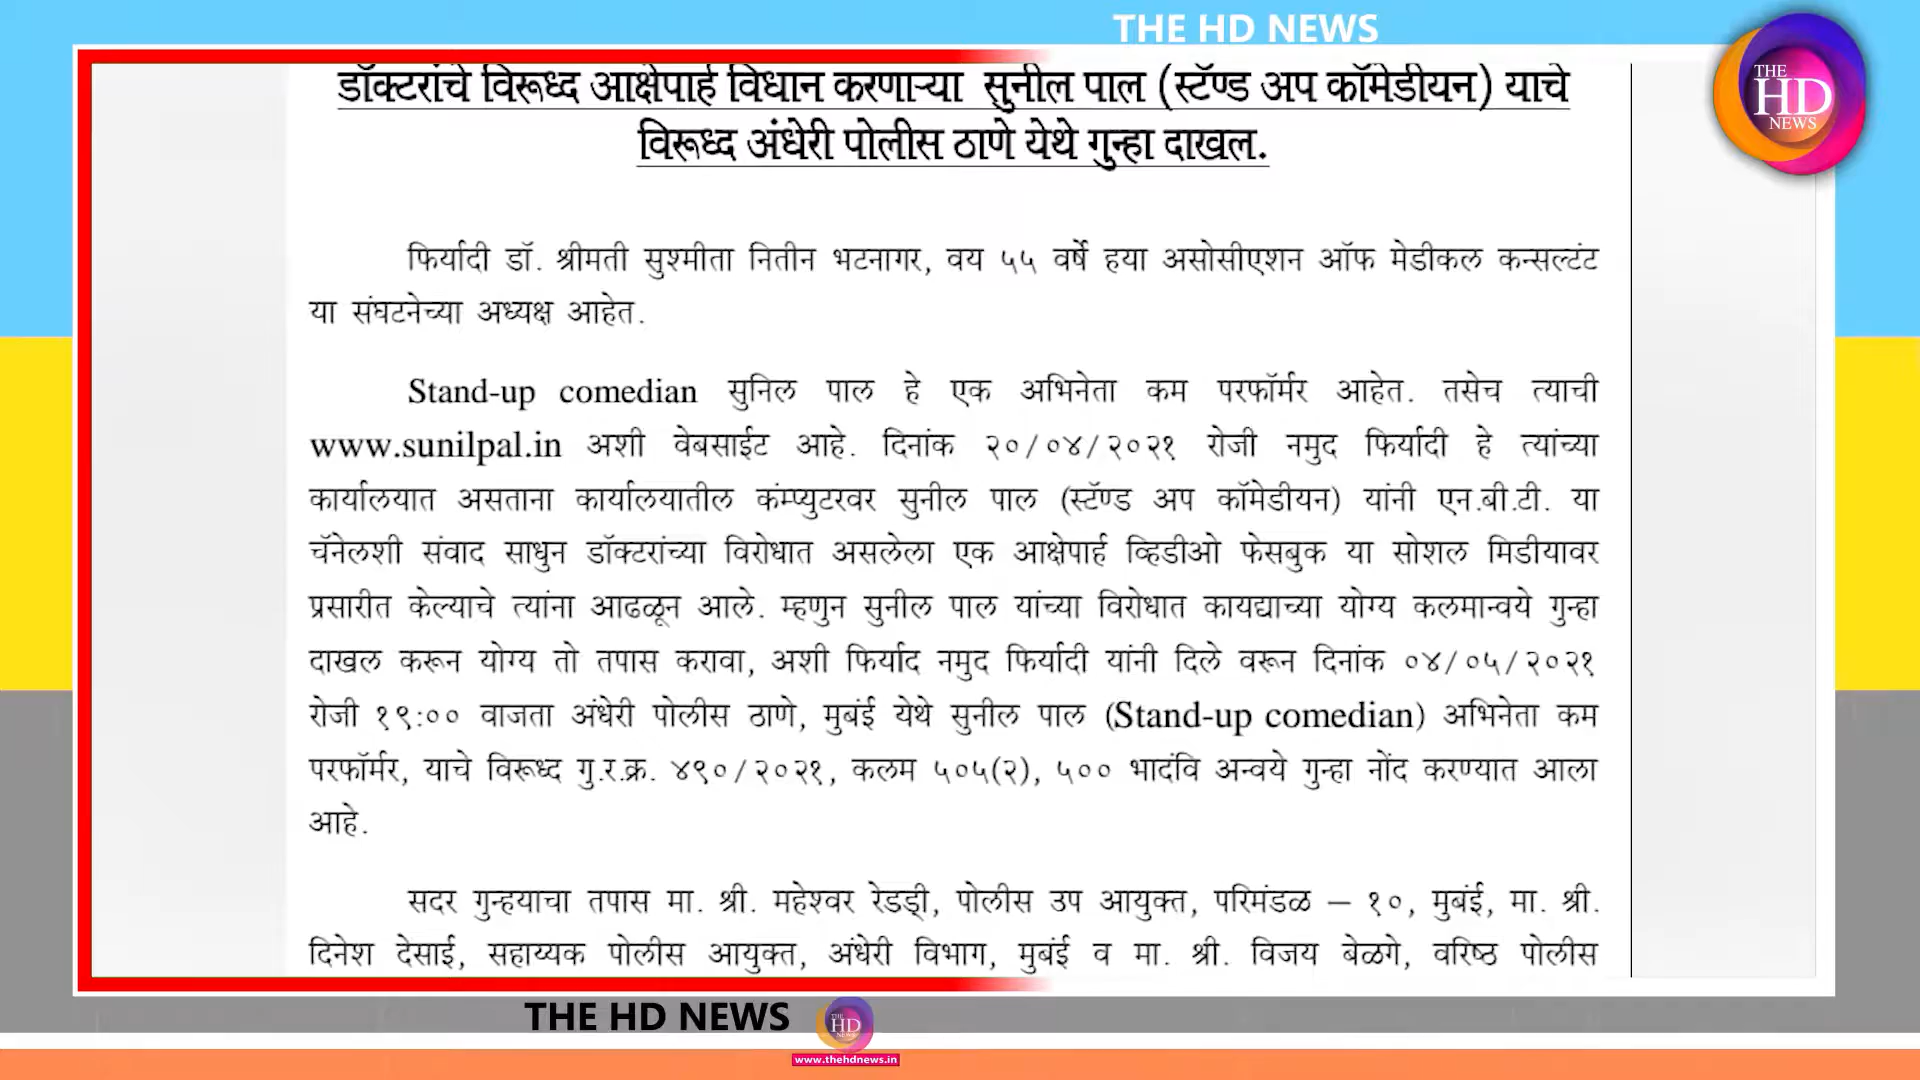 THE HD NEWS
THE
HD
NEWS
डॉक्टरांचे विरूध्द आक्षेपार्ह विधान करणाऱ्या सुनील पाल (स्टॅण्ड अप कॉमेडीयन) याचे
विरूध्द अंधेरी पोलीस ठाणे येथे गुन्हा दाखल.
फिर्यादी डॉ. श्रीमती सुश्मीता नितीन भटनागर, वय ५५ वर्षे हया असोसीएशन ऑफ मेडीकल कन्सल्टंट
या संघटनेच्या अध्यक्ष आहेत.
Stand-up comedian सुनिल पाल हे एक अभिनेता कम परफॉर्मर आहेत. तसेच त्याची
www.sunilpal.in अशी वेबसाईट आहे. दिनांक २०/०४/२०२१ रोजी नमुद फिर्यादी हे त्यांच्या
कार्यालयात असताना कार्यालयातील कंम्प्युटरवर सुनील पाल (स्टॅण्ड अप कॉमेडीयन) यांनी एन.बी.टी. या
चॅनेलशी संवाद साधुन डॉक्टरांच्या विरोधात असलेला एक आक्षेपार्ह व्हिडीओ फेसबुक या सोशल मिडीयावर
प्रसारीत केल्याचे त्यांना आढळून आले. म्हणुन सुनील पाल यांच्या विरोधात कायद्याच्या योग्य कलमान्वये गुन्हा
दाखल करून योग्य तो तपास करावा, अशी फिर्याद नमुद फिर्यादी यांनी दिले वरून दिनांक ०४/०५/२०२१
रोजी १९:०० वाजता अंधेरी पोलीस ठाणे, मुबंई येथे सुनील पाल (Stand-up comedian) अभिनेता कम
परफॉर्मर, याचे विरूध्द गु.र.क्र. ४९०/२०२१, कलम ५०५(२), ५०० भादंवि अन्वये गुन्हा नोंद करण्यात आला
आहे.
सदर गुन्हयाचा तपास मा. श्री. महेश्वर रेडड्ी, पोलीस उप आयुक्त, परिमंडळ – १०, मुबंई, मा. श्री.
दिनेश देसाई, सहाय्यक पोलीस आयुक्त, अंधेरी विभाग, मुबंई व मा. श्री. विजय बेळगे, वरिष्ठ पोलीस
THE HD NEWS
THE
HD
NEWS
www.thehdnews.in